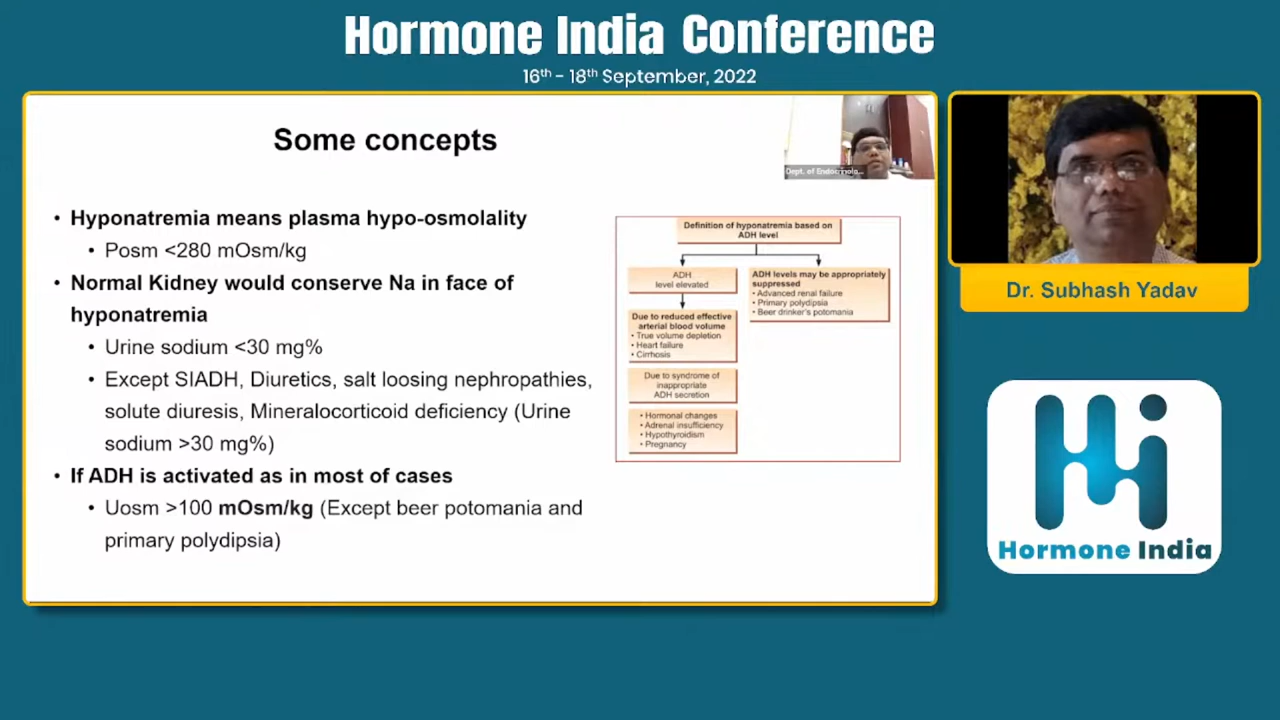 Hormone India Conference
16th - 18th September, 2022
Some concepts
Dept. of Endocrinolo...
• Hyponatremia means plasma hypo-osmolality
• Posm <280 mOsm/kg
• Normal Kidney would conserve Na in face of
hyponatremia
• Urine sodium <30 mg%
• Except SIADH, Diuretics, salt loosing nephropathies,
solute diuresis, Mineralocorticoid deficiency (Urine
sodium >30 mg%)
• If ADH is activated as in most of cases
• Uosm >100 mOsm/kg (Except beer potomania and
primary polydipsia)
Definition of hyponatremia based on
ADH level
ADH
level elevated
Due to reduced effective
arterial blood volume
• True volume depletion
• Heart failure
• Cirrhosis
Due to syndrome of
inappropriate
ADH secretion
• Hormonal changes
• Adrenal insufficiency
• Hypothyroidism
• Pregnancy
ADH levels may be appropriately
suppressed
• Advanced renal failure
• Primary polydipsia
• Beer drinker's potomania
Dr. Subhash Yadav
Hi
Hormone India